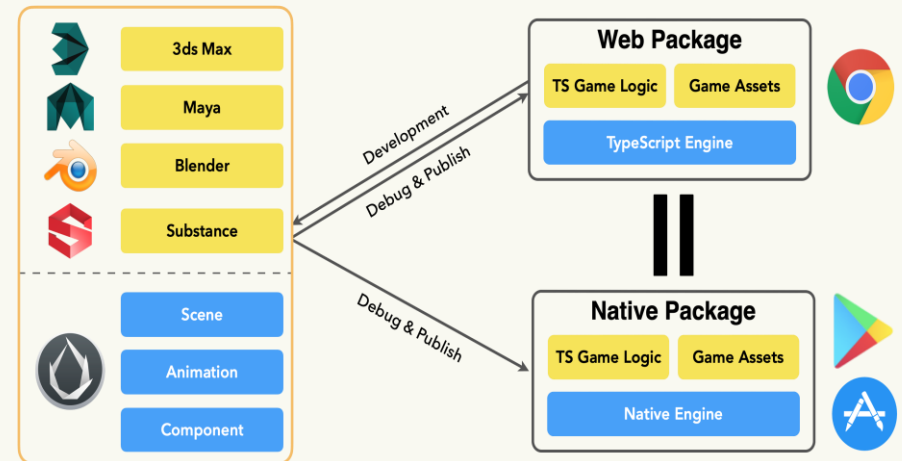 3ds Max
Maya
Blender
Substance
Scene
Animation
Component
Development
Debug & Publish
Debug & Publish
Web Package
TS Game Logic
Game Assets
TypeScript Engine
Native Package
TS Game Logic
Game Assets
Native Engine